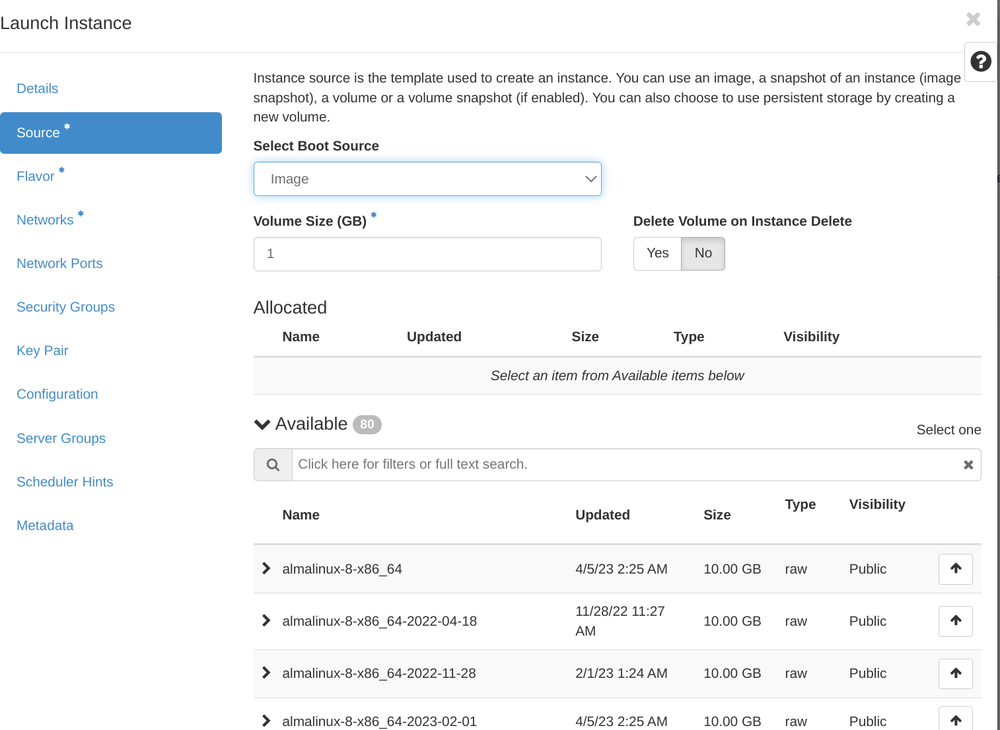 Launch Instance
Details
Source *
Flavor *
Networks *
Network Ports
Security Groups
Key Pair
Configuration
Server Groups
Scheduler Hints
Metadata
Instance source is the template used to create an instance. You can use an image, a snapshot of an instance (image
snapshot), a volume or a volume snapshot (if enabled). You can also choose to use persistent storage by creating a
new volume.
Select Boot Source
Image
Volume Size (GB) * Delete Volume on Instance Delete
1 Yes No
Allocated
Name Updated Size Type Visibility
Select an item from Available items below
Available 80 Select one
Click here for filters or full text search.
Name Updated Size Type Visibility
almalinux-8-x86_64 4/5/23 2:25 AM 10.00 GB raw Public
almalinux-8-x86_64-2022-04-18 11/28/22 11:27 AM 10.00 GB raw Public
almalinux-8-x86_64-2022-11-28 2/1/23 1:24 AM 10.00 GB raw Public
almalinux-8-x86_64-2023-02-01 4/5/23 2:25 AM 10.00 GB raw Public